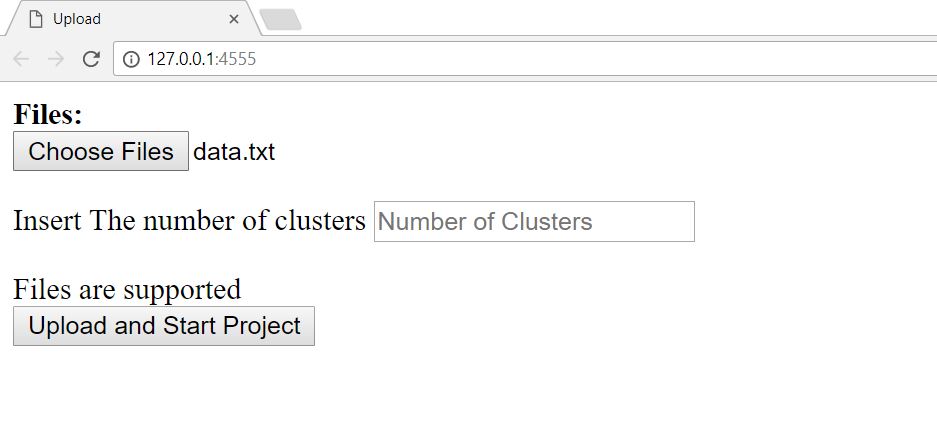 Upload
127.0.0.1:4555
Files:
Choose Files data.txt
Insert The number of clusters Number of Clusters
Files are supported
Upload and Start Project